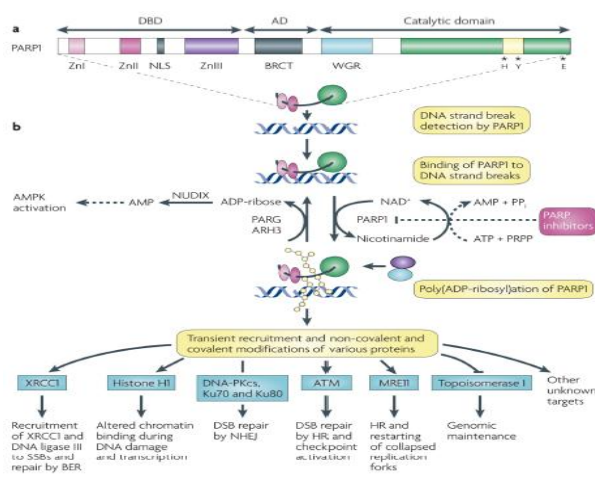 DBD AD Catalytic domain
a
PARP1
ZnI ZnII NLS ZnIII BRCT WGR H Y E
* * *
DNA strand break
detection by PARP1
b
Binding of PARP1 to
DNA strand breaks
AMPK
activation
AMP
NUDIX
ADP-ribose
PARG
ARH3
NAD+
PARP1
Nicotinamide
AMP + PPi
ATP + PRPP
PARP
inhibitors
Poly(ADP-ribosyl)ation of PARP1
Transient recruitment and non-covalent and
covalent modifications of various proteins
XRCC1
Histone H1
DNA-PKcs,
Ku70 and Ku80
ATM
MRE11
Topoisomerase I
Other
unknown
targets
Recruitment
of XRCC1 and
DNA ligase III
to SSBs and
repair by BER
Altered chromatin
binding during
DNA damage
and transcription
DSB repair
by NHEJ
DSB repair
by HR and
checkpoint
activation
HR and
restarting
of collapsed
replication
forks
Genomic
maintenance